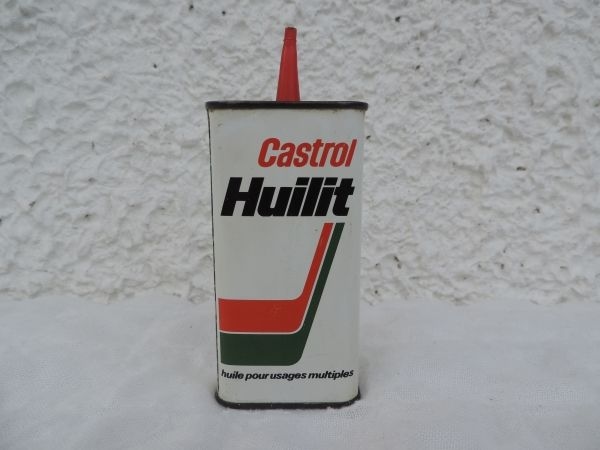 Castrol
Huilit
huile pour usages multiples